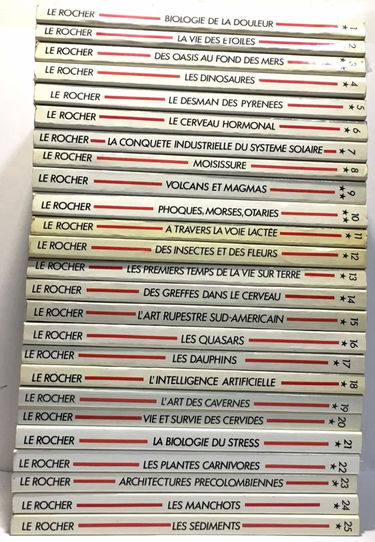 LE ROCHER BIOLOGIE DE LA DOULEUR ★ 1
LE ROCHER LA VIE DES ETOILES ★ 2
LE ROCHER DES OASIS AU FOND DES MERS ★ 3
LE ROCHER LES DINOSAURES ★ 4
LE ROCHER LE DESMAN DES PYRENEES ★ 5
LE ROCHER LE CERVEAU HORMONAL ★ 6
LE ROCHER LA CONQUETE INDUSTRIELLE DU SYSTEME SOLAIRE ★ 7
LE ROCHER MOISISSURE ★ 8
LE ROCHER VOLCANS ET MAGMAS ★★ 9
LE ROCHER PHOQUES, MORSES, OTARIES ★★ 10
LE ROCHER A TRAVERS LA VOIE LACTÉE ★ 11
LE ROCHER DES INSECTES ET DES FLEURS ★ 12
LE ROCHER LES PREMIERS TEMPS DE LA VIE SUR TERRE ★ 13
LE ROCHER DES GREFFES DANS LE CERVEAU ★ 14
LE ROCHER L'ART RUPESTRE SUD-AMERICAIN ★ 15
LE ROCHER LES QUASARS ★ 16
LE ROCHER LES DAUPHINS ★ 17
LE ROCHER L'INTELLIGENCE ARTIFICIELLE ★ 18
LE ROCHER L'ART DES CAVERNES ★ 19
LE ROCHER VIE ET SURVIE DES CERVIDES ★ 20
LE ROCHER LA BIOLOGIE DU STRESS ★ 21
LE ROCHER LES PLANTES CARNIVORES ★ 22
LE ROCHER ARCHITECTURES PRECOLOMBIENNES ★ 23
LE ROCHER LES MANCHOTS ★ 24
LE ROCHER LES SEDIMENTS ★ 25